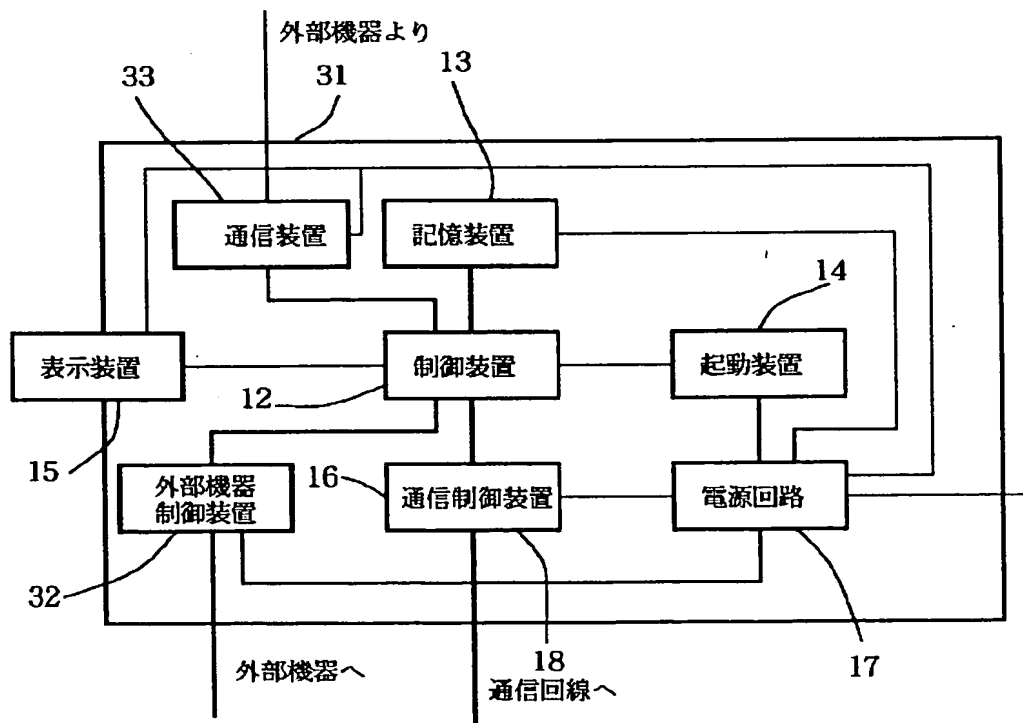 外部機器より
33
31
13
通信装置
記憶装置
14
表示装置
制御装置
起動装置
12
15
外部機器
制御装置
16
通信制御装置
電源回路
32
外部機器へ
18
通信回線へ
17